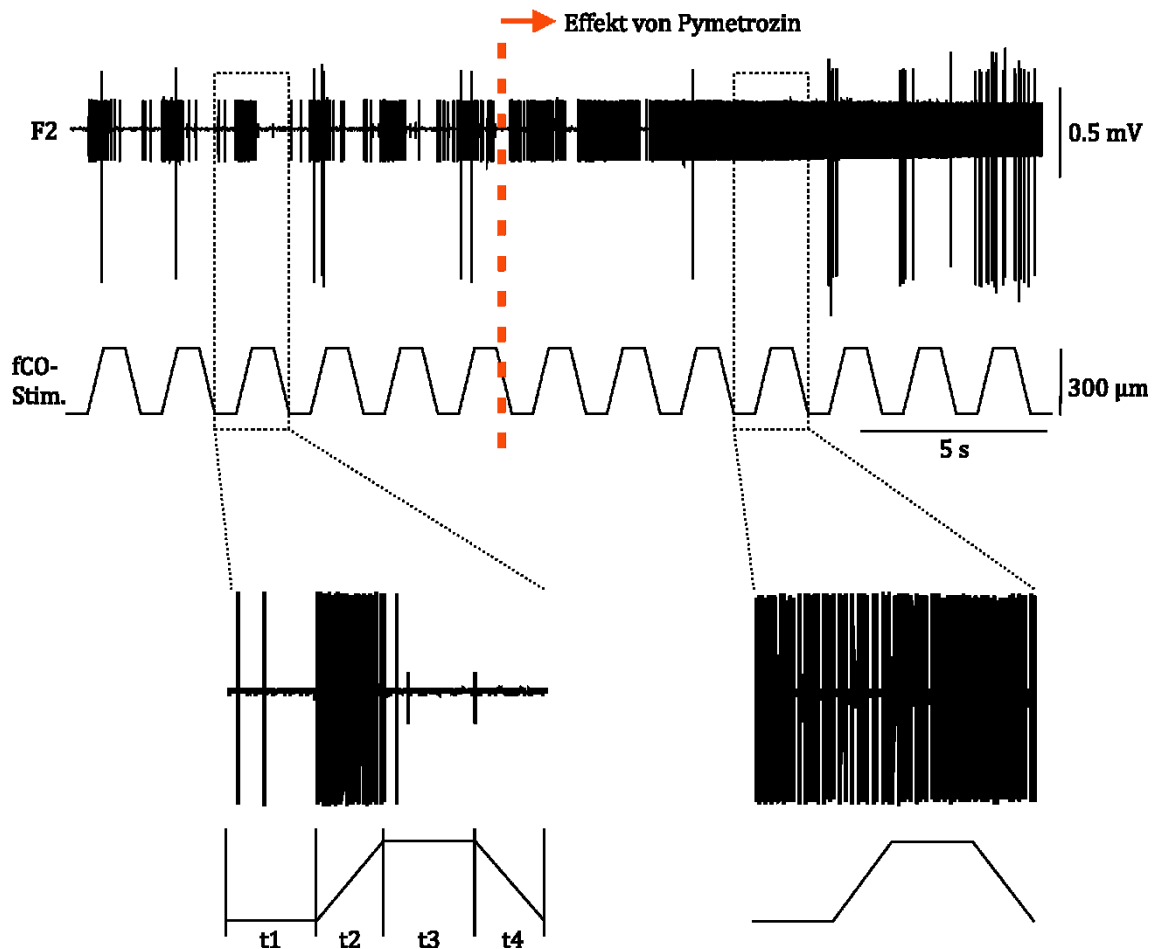 Effekt von Pymetrozin
F2
0.5 mV
fCO-
Stim.
300 µm
5 s
t1 t2 t3 t4